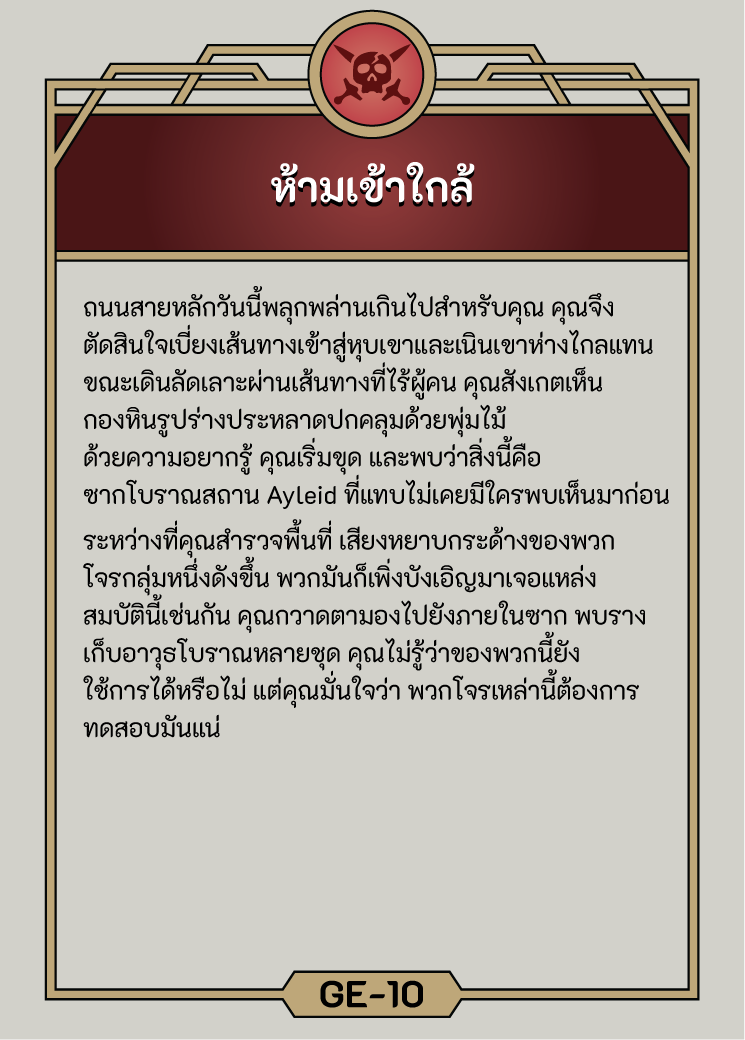 ห้ามเข้าใกล้
ถนนสายหลักวันนี้พลุกพล่านเกินไปสำหรับคุณ คุณจึง
ตัดสินใจเบี่ยงเส้นทางเข้าสู่หุบเขาและเนินเขาห่างไกลแทน
ขณะเดินลัดเลาะผ่านเส้นทางที่ไร้ผู้คน คุณสังเกตเห็น
กองหินรูปร่างประหลาดปกคลุมด้วยพุ่มไม้
ด้วยความอยากรู้ คุณเริ่มขุด และพบว่าสิ่งนี้คือ
ซากโบราณสถาน Ayleid ที่แทบไม่เคยมีใครพบเห็นมาก่อน
ระหว่างที่คุณสำรวจพื้นที่ เสียงหยาบกระด้างของพวก
โจรกลุ่มหนึ่งดังขึ้น พวกมันก็เพิ่งบังเอิญมาเจอแหล่ง
สมบัตินี้เช่นกัน คุณกวาดตามองไปยังภายในซาก พบราง
เก็บอาวุธโบราณหลายชุด คุณไม่รู้ว่าของพวกนี้ยัง
ใช้การได้หรือไม่ แต่คุณมั่นใจว่า พวกโจรเหล่านี้ต้องการ
ทดสอบมันแน่
GE-10